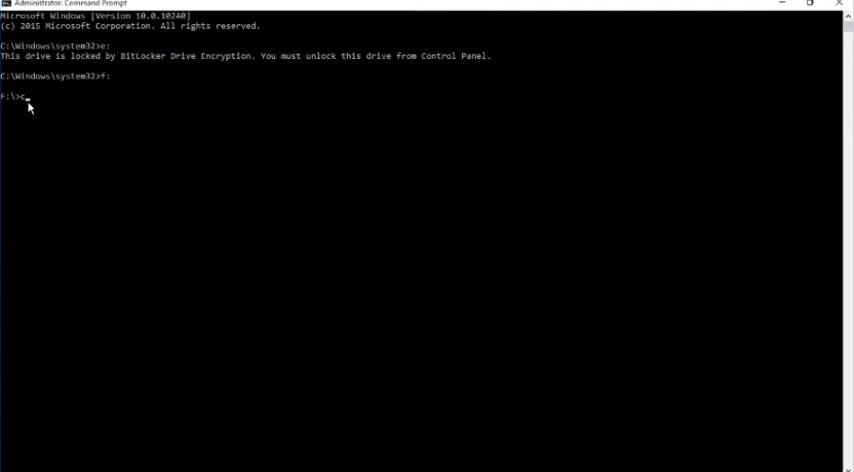 Administrator: Command Prompt
Microsoft Windows [Version 10.0.10240]
(c) 2015 Microsoft Corporation. All rights reserved.
C:\Windows\system32>e:
This drive is locked by BitLocker Drive Encryption. You must unlock this drive from Control Panel.
C:\Windows\system32>f:
F:\>c_